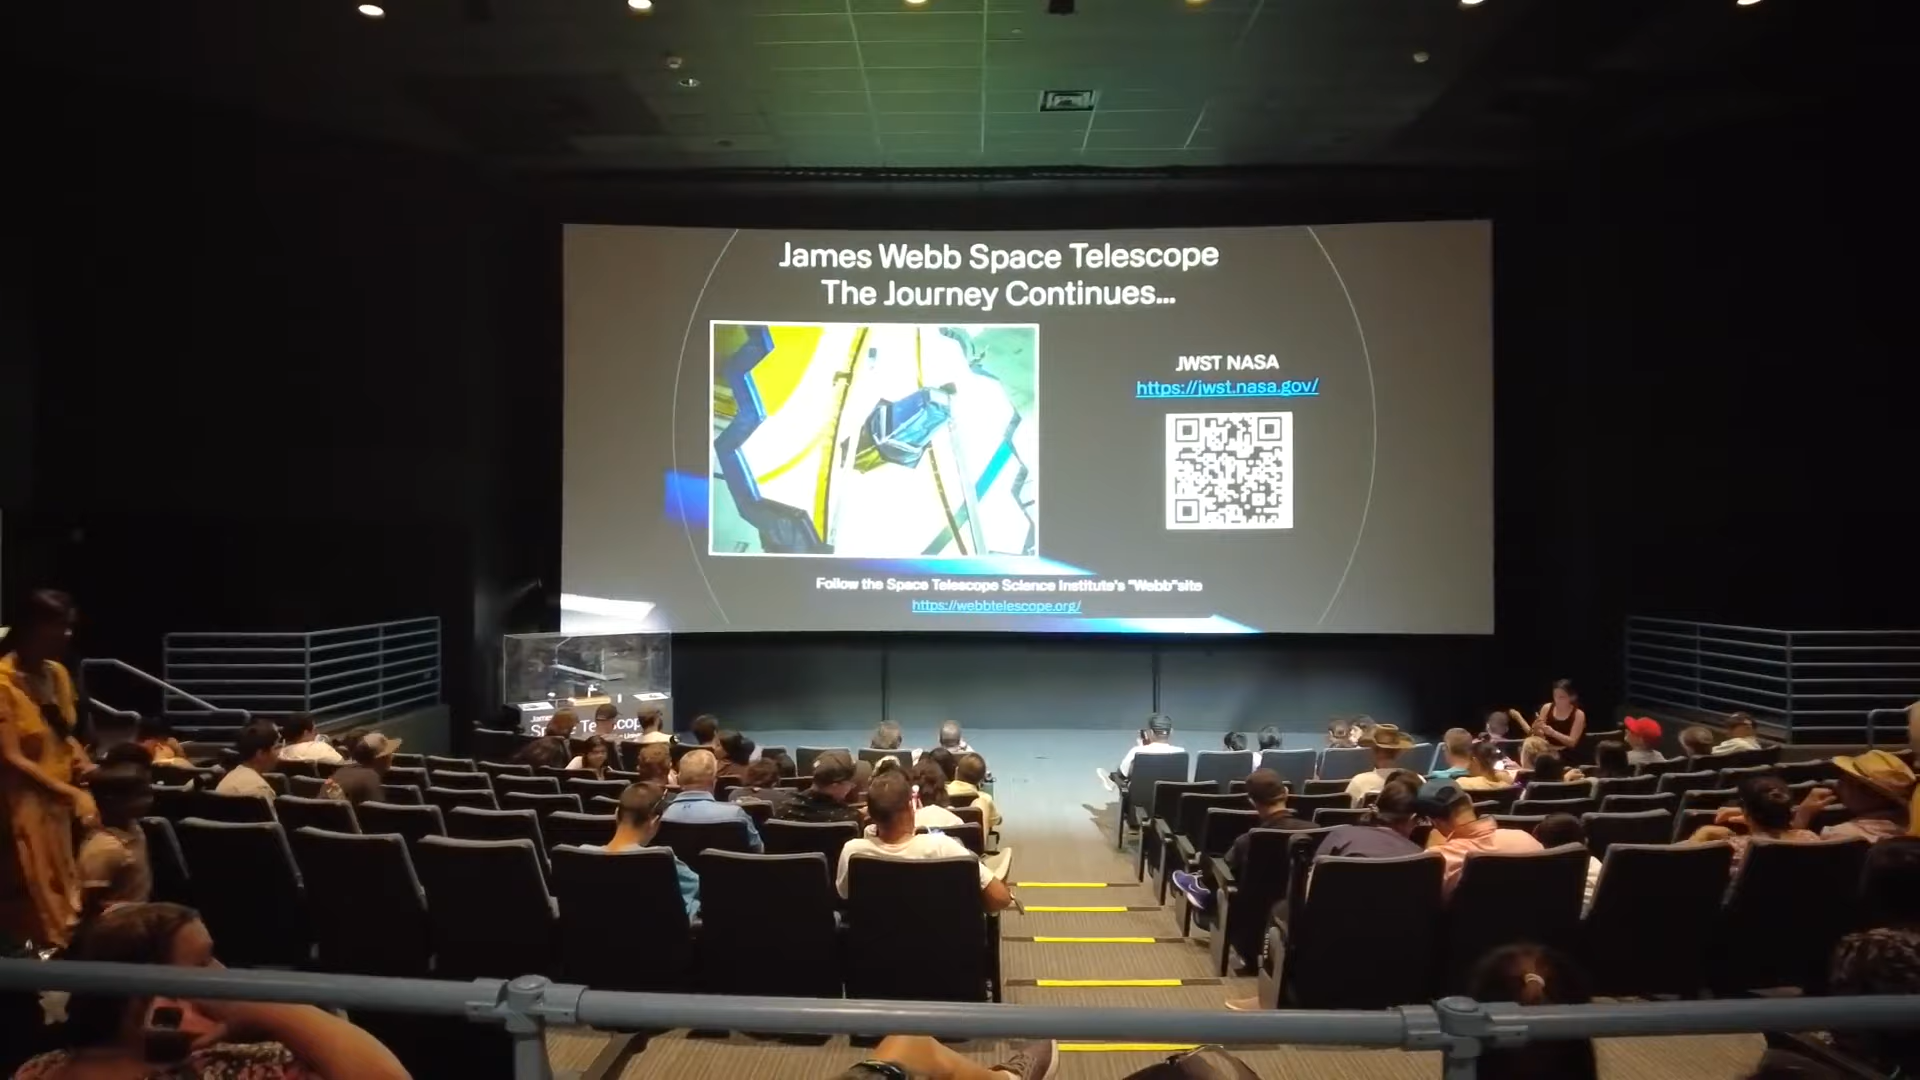 James Webb Space Telescope
The Journey Continues...
JWST NASA
https://jwst.nasa.gov/
Follow the Space Telescope Science Institute's "Webb"site
https://webbtelescope.org/